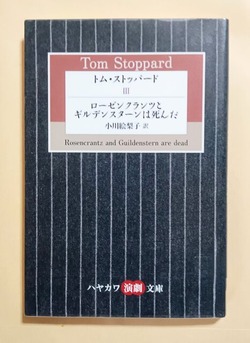 Tom Stoppard
トム・ストッパード
III
ローゼンクランツと
ギルデンスターンは死んだ
小川絵梨子 訳
Rosencrantz and Guildenstern are dead
ハヤカワ演劇文庫